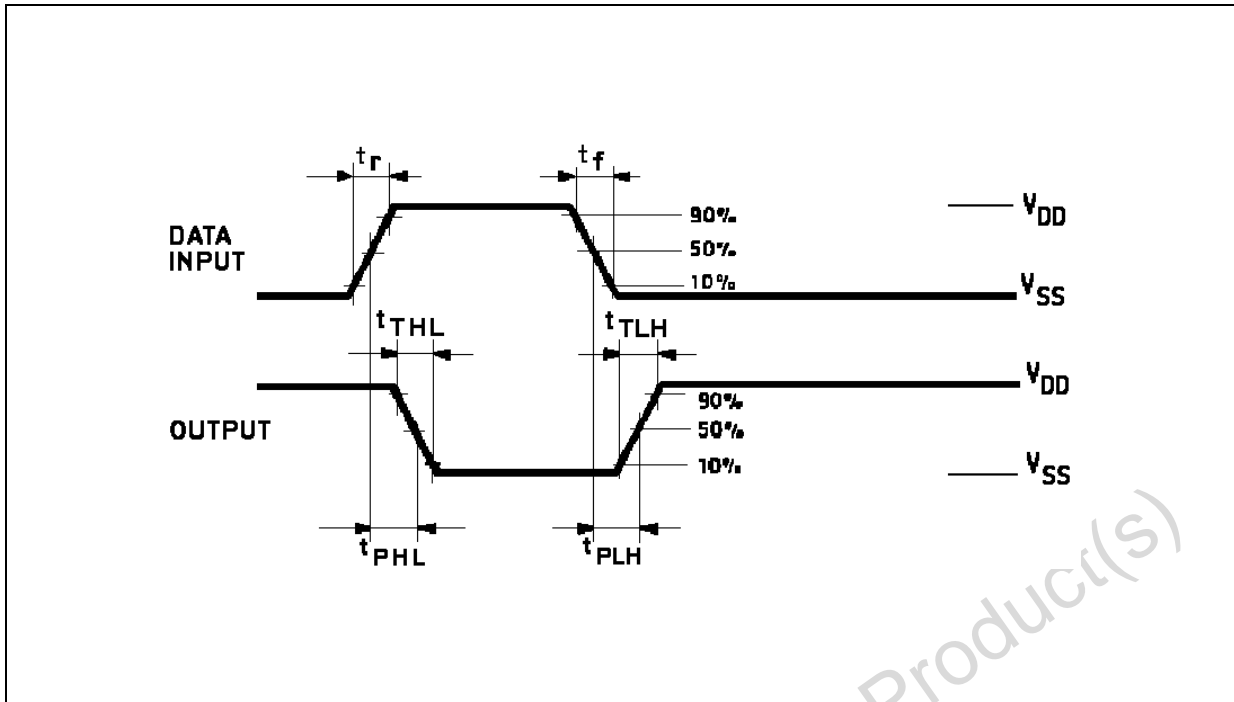 tr
tf
90%
50%
10%
VDD
DATA
INPUT
VSS
tTHL
tTLH
VDD
90%
50%
10%
OUTPUT
VSS
tPHL
tPLH
Product(s)